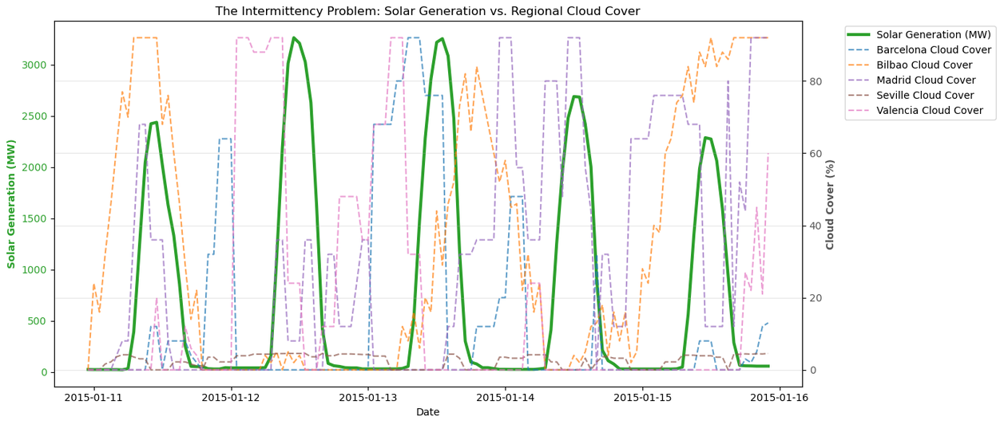 The Intermittency Problem: Solar Generation vs. Regional Cloud Cover
Solar Generation (MW)
3000
2500
2000
1500
1000
500
0
80
60
40
20
0
Cloud Cover (%)
2015-01-11
2015-01-12
2015-01-13
2015-01-14
2015-01-15
2015-01-16
Date
Solar Generation (MW)
Barcelona Cloud Cover
Bilbao Cloud Cover
Madrid Cloud Cover
Seville Cloud Cover
Valencia Cloud Cover